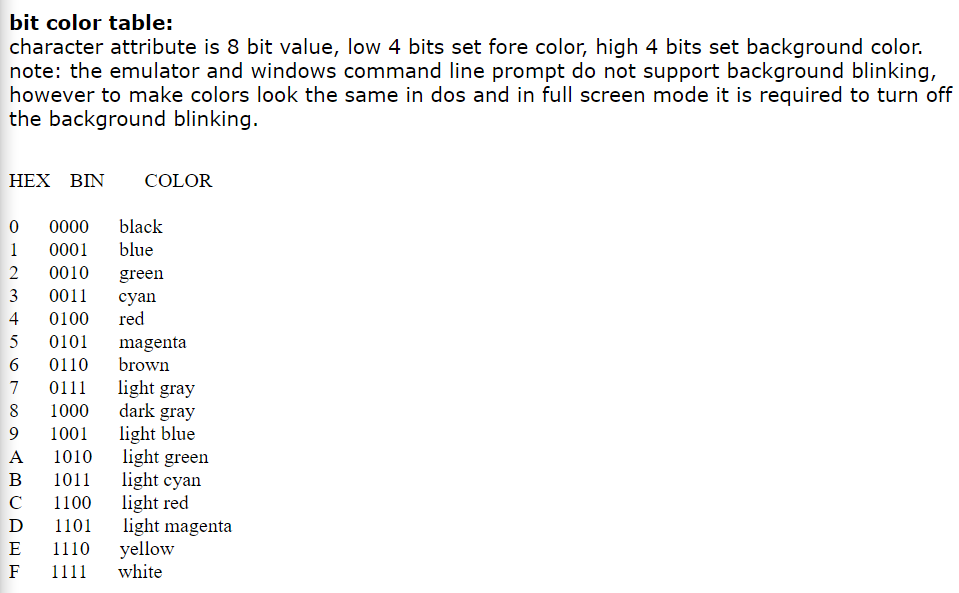 bit color table:
character attribute is 8 bit value, low 4 bits set fore color, high 4 bits set background color.
note: the emulator and windows command line prompt do not support background blinking,
however to make colors look the same in dos and in full screen mode it is required to turn off
the background blinking.
HEX BIN COLOR
0 0000 black
1 0001 blue
2 0010 green
3 0011 cyan
4 0100 red
5 0101 magenta
6 0110 brown
7 0111 light gray
8 1000 dark gray
9 1001 light blue
A 1010 light green
B 1011 light cyan
C 1100 light red
D 1101 light magenta
E 1110 yellow
F 1111 white